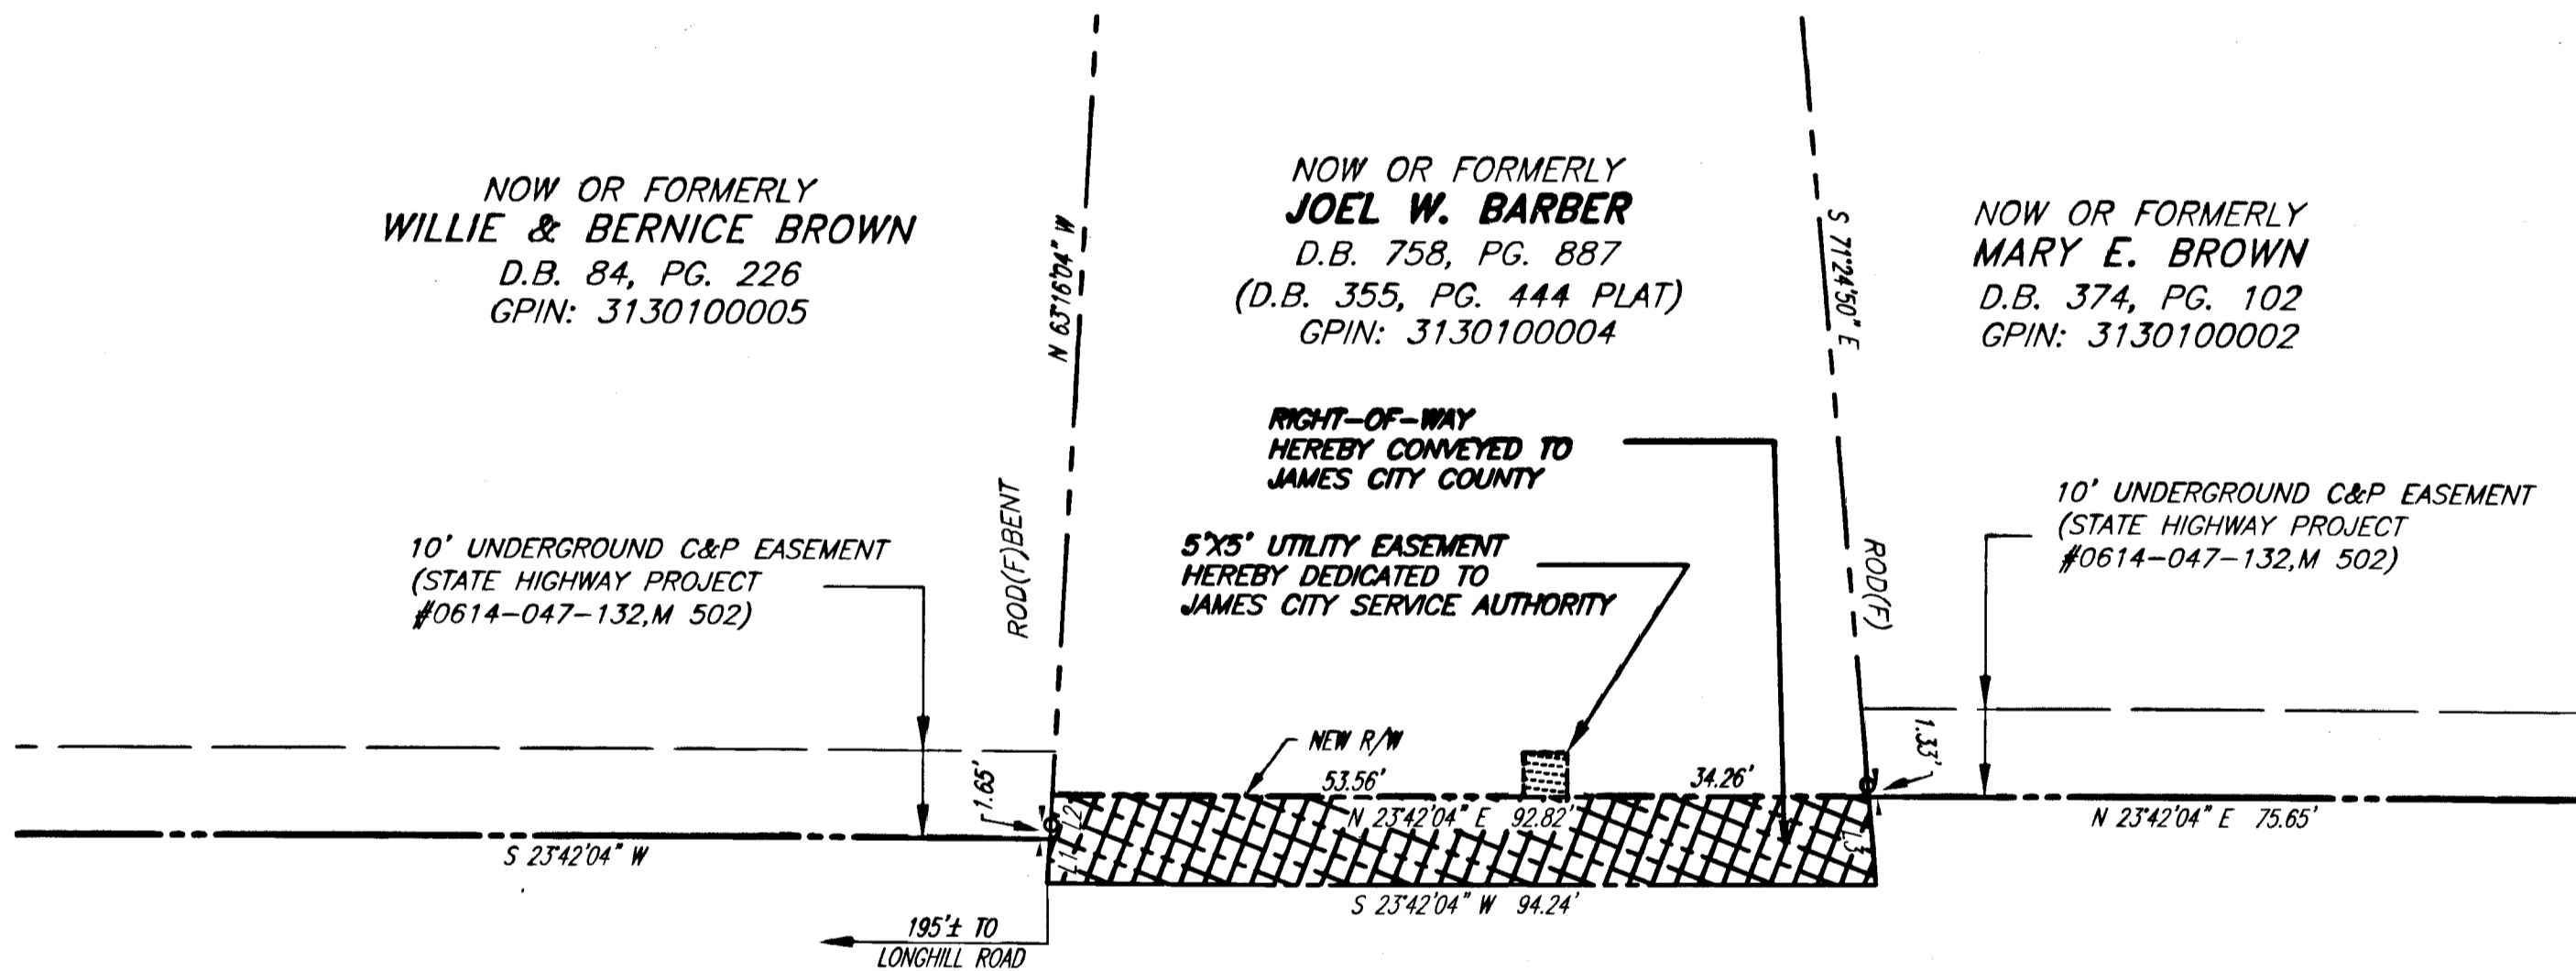 NOW OR FORMERLY
WILLIE & BERNICE BROWN
D.B. 84, PG. 226
GPIN: 3130100005
N 63°16'04" W
NOW OR FORMERLY
JOEL W. BARBER
D.B. 758, PG. 887
(D.B. 355, PG. 444 PLAT)
GPIN: 3130100004
S 71°24'50" E
NOW OR FORMERLY
MARY E. BROWN
D.B. 374, PG. 102
GPIN: 3130100002
RIGHT-OF-WAY
HEREBY CONVEYED TO
JAMES CITY COUNTY
10' UNDERGROUND C&P EASEMENT
(STATE HIGHWAY PROJECT
#0614-047-132,M 502)
ROD(F)BENT
5'X5' UTILITY EASEMENT
HEREBY DEDICATED TO
JAMES CITY SERVICE AUTHORITY
ROD(F)
10' UNDERGROUND C&P EASEMENT
(STATE HIGHWAY PROJECT
#0614-047-132,M 502)
1.65'
NEW R/W
53.56'
34.26'
1.33'
N 23°42'04" E 92.82'
N 23°42'04" E 75.65'
L1
L2
L3
S 23°42'04" W
S 23°42'04" W 94.24'
195'± TO
LONGHILL ROAD